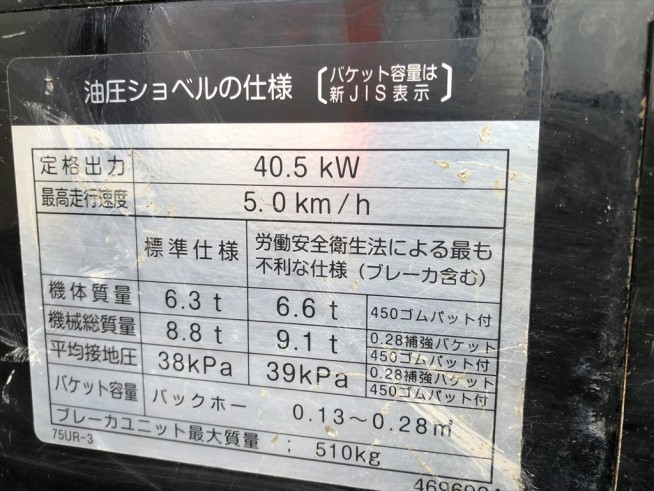 油圧ショベルの仕様 〔バケット容量は
新JIS表示〕
定格出力 40.5 kW
最高走行速度 5.0 km/h
標準仕様 労働安全衛生法による最も
不利な仕様 (ブレーカ含む)
機体質量 6.3 t 6.6 t 450ゴムパット付
機械総質量 8.8 t 9.1 t 0.28補強バケット
450ゴムパット付
平均接地圧 38kPa 39kPa 0.28補強バケット
450ゴムパット付
バケット容量 バックホー 0.13〜0.28㎥
ブレーカユニット最大質量 ; 510kg
75UR-3